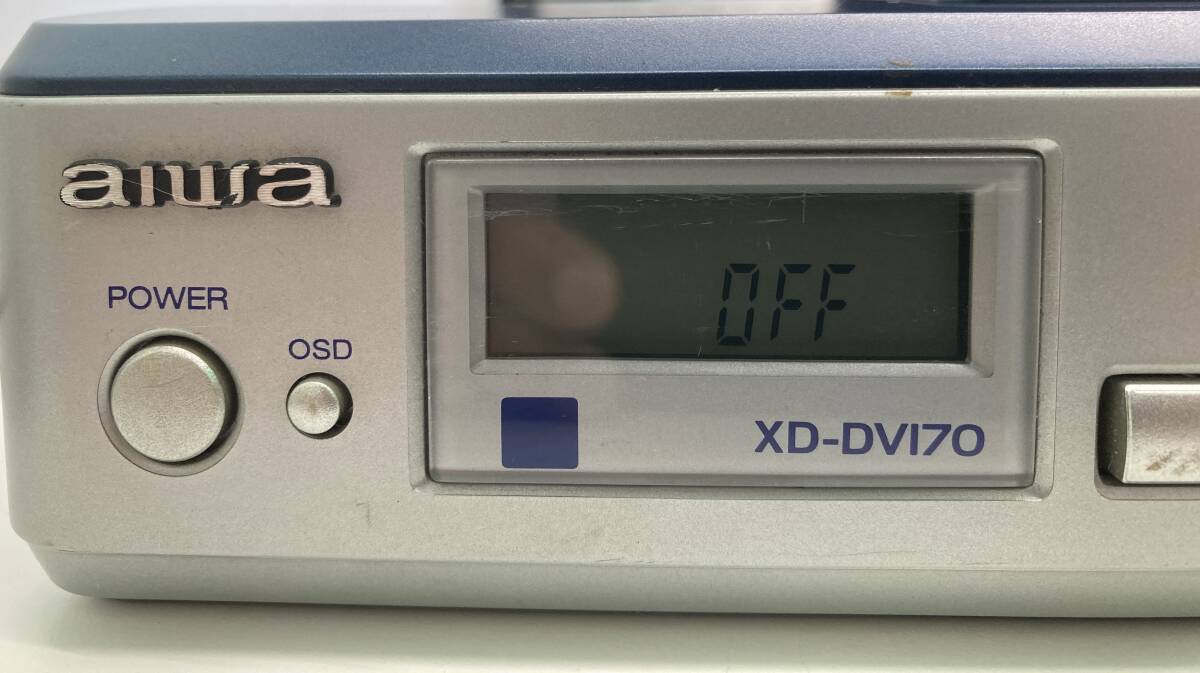 aiwa
POWER
OSD
OFF
XD-DV170